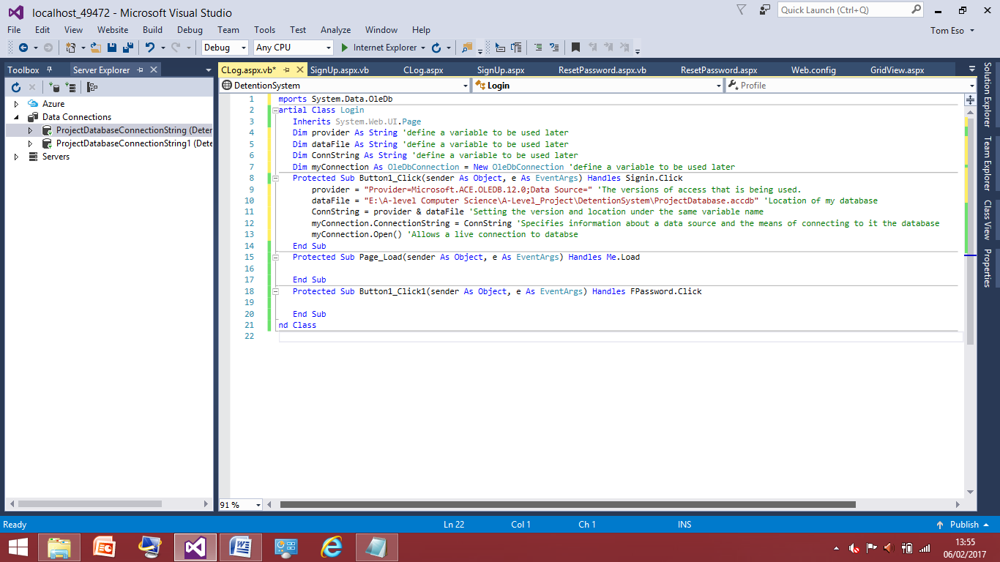 localhost_49472 - Microsoft Visual Studio
Quick Launch (Ctrl+Q)
File Edit View Website Build Debug Team Tools Test Analyze Window Help
Tom Eso
Debug Any CPU Internet Explorer
Toolbox Server Explorer
CLog.aspx.vb* SignUp.aspx.vb CLog.aspx SignUp.aspx ResetPassword.aspx.vb ResetPassword.aspx Web.config GridView.aspx
DetentionSystem Login Profile
Azure
Data Connections
ProjectDatabaseConnectionString (Deter
ProjectDatabaseConnectionString1 (Dete
Servers
1 mports System.Data.OleDb
2 artial Class Login
3 Inherits System.Web.UI.Page
4 Dim provider As String 'define a variable to be used later
5 Dim dataFile As String 'define a variable to be used later
6 Dim ConnString As String 'define a variable to be used later
7 Dim myConnection As OleDbConnection = New OleDbConnection 'define a variable to be used later
8 Protected Sub Button1_Click(sender As Object, e As EventArgs) Handles Signin.Click
9 provider = "Provider=Microsoft.ACE.OLEDB.12.0;Data Source=" 'The versions of access that is being used.
10 dataFile = "E:\A-level Computer Science\A-Level_Project\DetentionSystem\ProjectDatabase.accdb" 'Location of my database
11 ConnString = provider & dataFile 'Setting the version and location under the same variable name
12 myConnection.ConnectionString = ConnString 'Specifies information about a data source and the means of connecting to it the database
13 myConnection.Open() 'Allows a live connection to databse
14 End Sub
15 Protected Sub Page_Load(sender As Object, e As EventArgs) Handles Me.Load
16
17 End Sub
18 Protected Sub Button1_Click1(sender As Object, e As EventArgs) Handles FPassword.Click
19
20 End Sub
21 nd Class
22
Solution Explorer
Team Explorer
Class View
Properties
91 %
Ready Ln 22 Col 1 Ch 1 INS Publish
13:55
06/02/2017